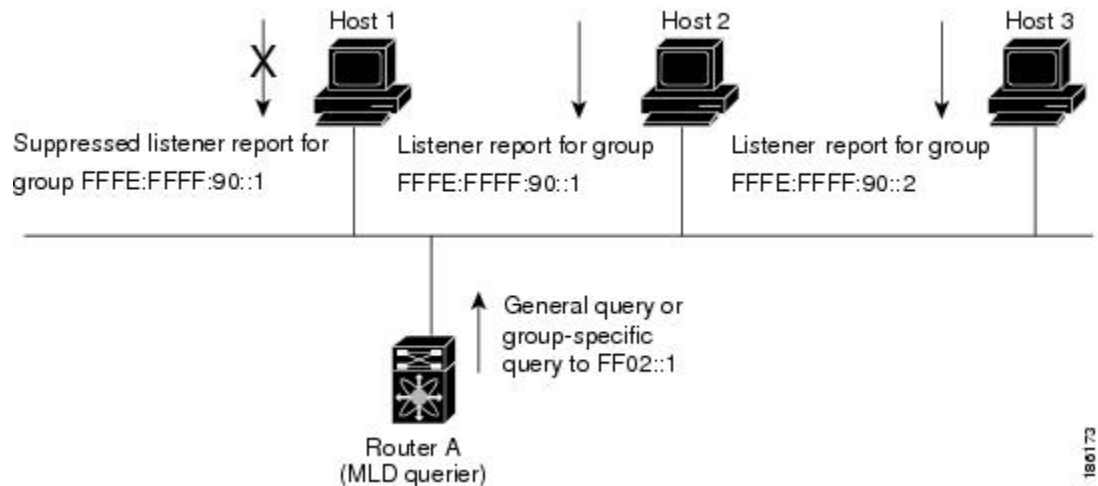 Host 1
Host 2
Host 3
X
Suppressed listener report for
group FFFE:FFFF:90::1
Listener report for group
FFFE:FFFF:90::1
Listener report for group
FFFE:FFFF:90::2
General query or
group-specific
query to FF02::1
Router A
(MLD querier)
186173